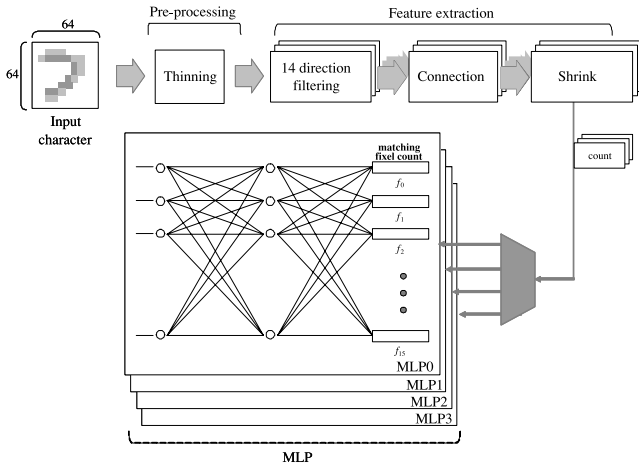 64
Pre-processing
Feature extraction
64
Thinning
14 direction
filtering
Connection
Shrink
Input
character
count
matching
fixel count
f0
f1
f2
f15
MLP0
MLP1
MLP2
MLP3
MLP